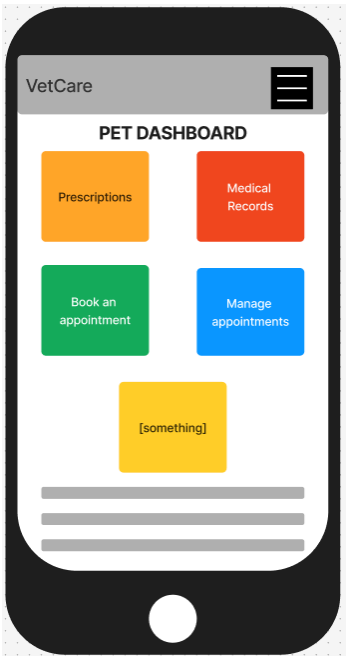 VetCare
PET DASHBOARD
Prescriptions
Medical
Records
Book an
appointment
Manage
appointments
[something]